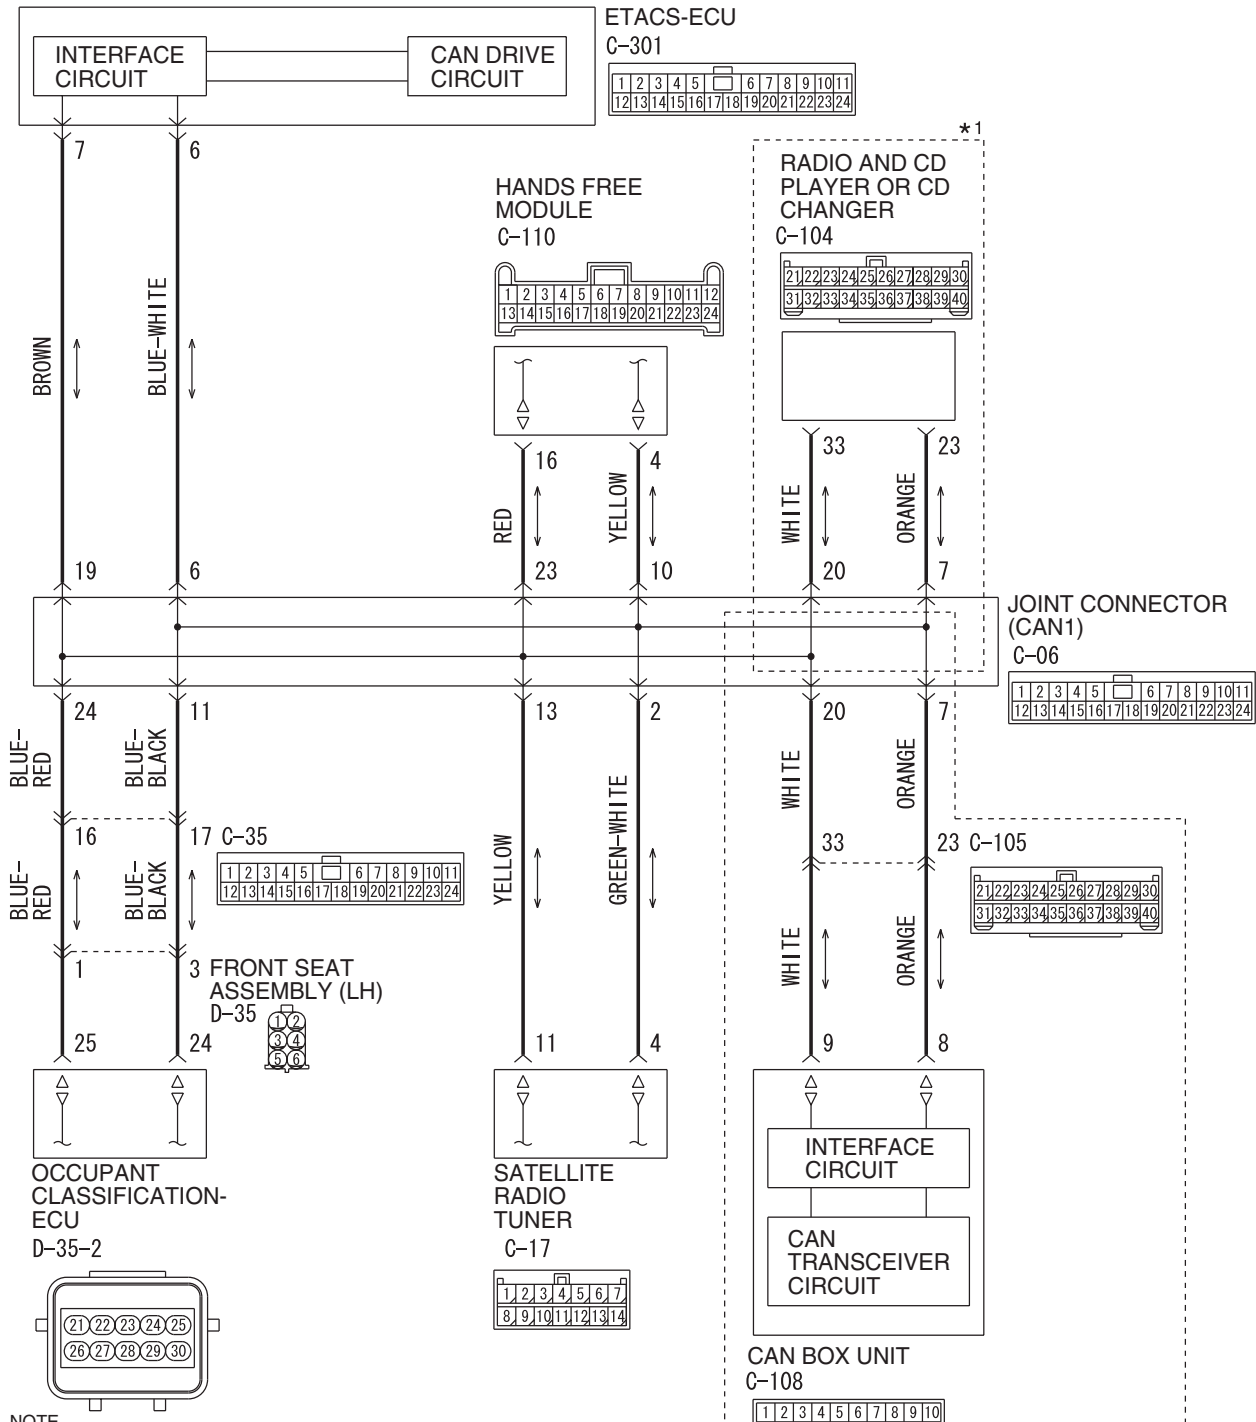 ETACS-ECU
C-301
INTERFACE
CIRCUIT
CAN DRIVE
CIRCUIT
1 2 3 4 5 6 7 8 9 10 11
12 13 14 15 16 17 18 19 20 21 22 23 24
7 6
*1
HANDS FREE
MODULE
C-110
1 2 3 4 5 6 7 8 9 10 11 12
13 14 15 16 17 18 19 20 21 22 23 24
RADIO AND CD
PLAYER OR CD
CHANGER
C-104
21 22 23 24 25 26 27 28 29 30
31 32 33 34 35 36 37 38 39 40
BROWN
BLUE-WHITE
16 4
33 23
RED
YELLOW
WHITE
ORANGE
19 6 23 10 20 7
JOINT CONNECTOR
(CAN1)
C-06
1 2 3 4 5 6 7 8 9 10 11
12 13 14 15 16 17 18 19 20 21 22 23 24
24 11 13 2 20 7
BLUE-
RED
BLUE-
BLACK
WHITE
ORANGE
16 17 C-35
1 2 3 4 5 6 7 8 9 10 11
12 13 14 15 16 17 18 19 20 21 22 23 24
33 23 C-105
21 22 23 24 25 26 27 28 29 30
31 32 33 34 35 36 37 38 39 40
BLUE-
RED
BLUE-
BLACK
YELLOW
GREEN-WHITE
WHITE
ORANGE
1 3 FRONT SEAT
ASSEMBLY (LH)
D-35
1 2
3 4
5 6
25 24 11 4 9 8
OCCUPANT
CLASSIFICATION-
ECU
D-35-2
21 22 23 24 25
26 27 28 29 30
SATELLITE
RADIO
TUNER
C-17
1 2 3 4 5 6 7
8 9 10 11 12 13 14
INTERFACE
CIRCUIT
CAN
TRANSCEIVER
CIRCUIT
CAN BOX UNIT
C-108
1 2 3 4 5 6 7 8 9 10
NOTE